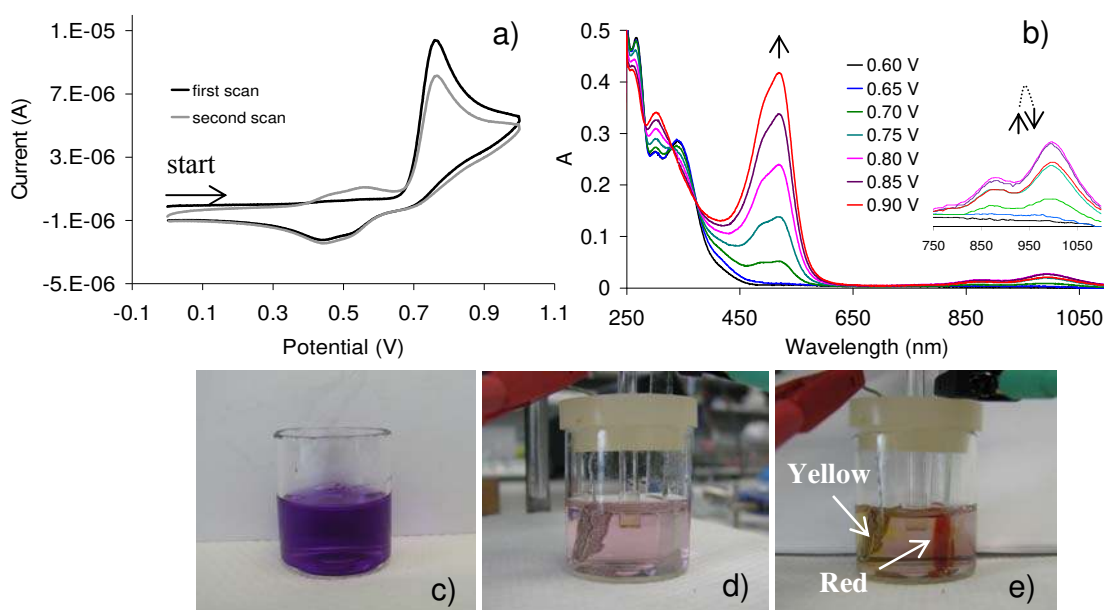 1.E-05
7.E-06
3.E-06
-1.E-06
-5.E-06
Current (A)
a)
first scan
second scan
start
-0.1 0.1 0.3 0.5 0.7 0.9 1.1
Potential (V)
0.5
0.4
0.3
0.2
0.1
0
A
b)
0.60 V
0.65 V
0.70 V
0.75 V
0.80 V
0.85 V
0.90 V
750 850 950 1050
250 450 650 850 1050
Wavelength (nm)
c)
d)
Yellow
Red
e)